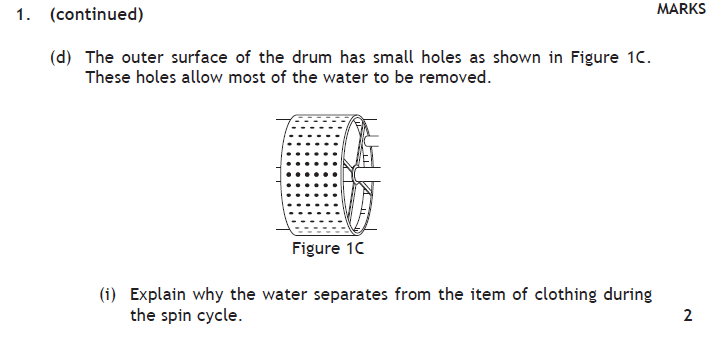 1. (continued) MARKS
(d) The outer surface of the drum has small holes as shown in Figure 1C.
These holes allow most of the water to be removed.
Figure 1C
(i) Explain why the water separates from the item of clothing during
the spin cycle. 2